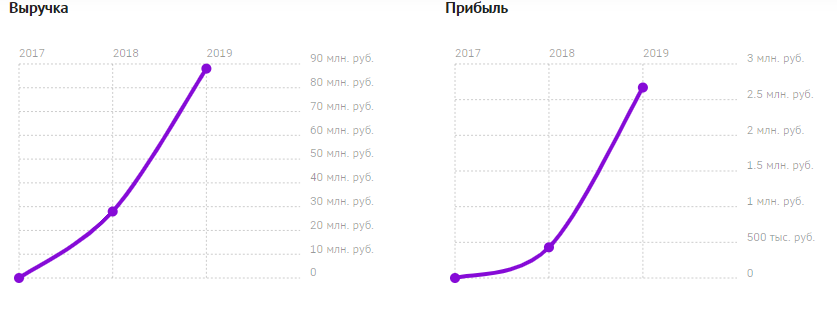 Выручка
2017 2018 2019
90 млн. руб.
80 млн. руб.
70 млн. руб.
60 млн. руб.
50 млн. руб.
40 млн. руб.
30 млн. руб.
20 млн. руб.
10 млн. руб.
0
Прибыль
2017 2018 2019
3 млн. руб.
2.5 млн. руб.
2 млн. руб.
1.5 млн. руб.
1 млн. руб.
500 тыс. руб.
0